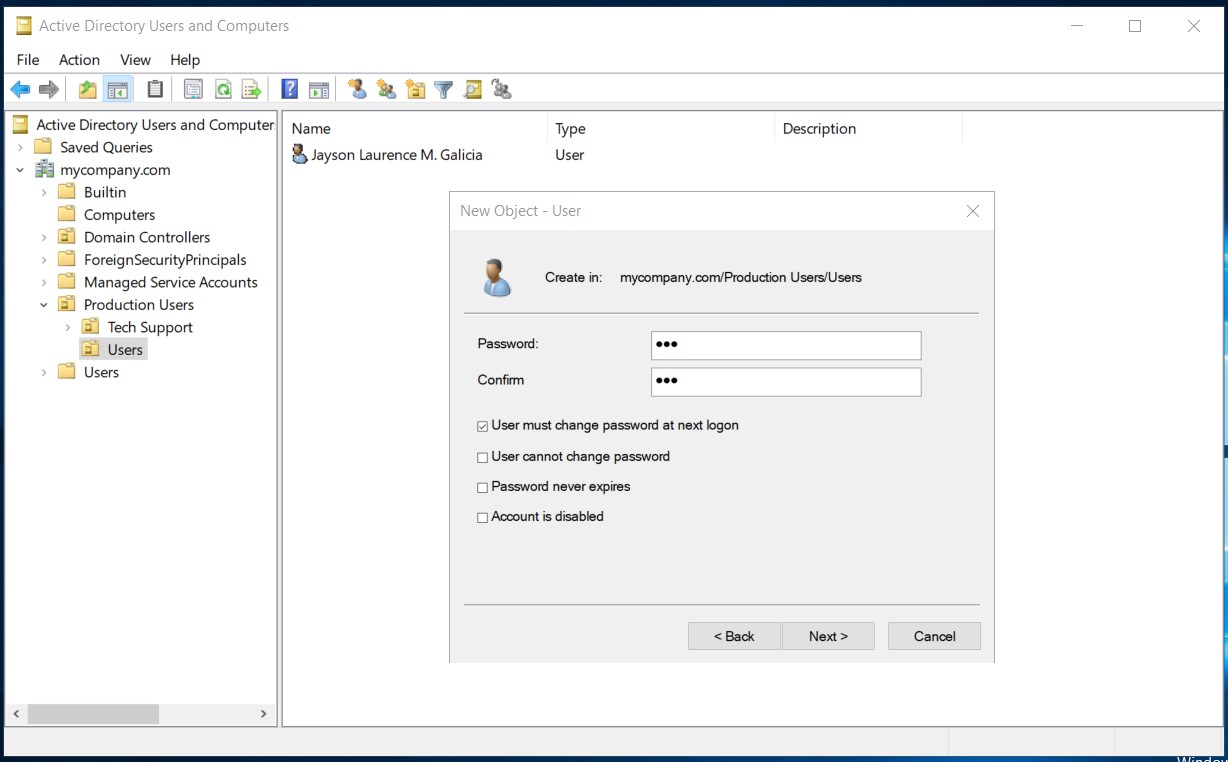 Active Directory Users and Computers
File Action View Help
Active Directory Users and Computer
Saved Queries
mycompany.com
Builtin
Computers
Domain Controllers
ForeignSecurityPrincipals
Managed Service Accounts
Production Users
Tech Support
Users
Users
Name Type Description
Jayson Laurence M. Galicia User
New Object - User
Create in: mycompany.com/Production Users/Users
Password: •••
Confirm •••
User must change password at next logon
User cannot change password
Password never expires
Account is disabled
< Back Next > Cancel